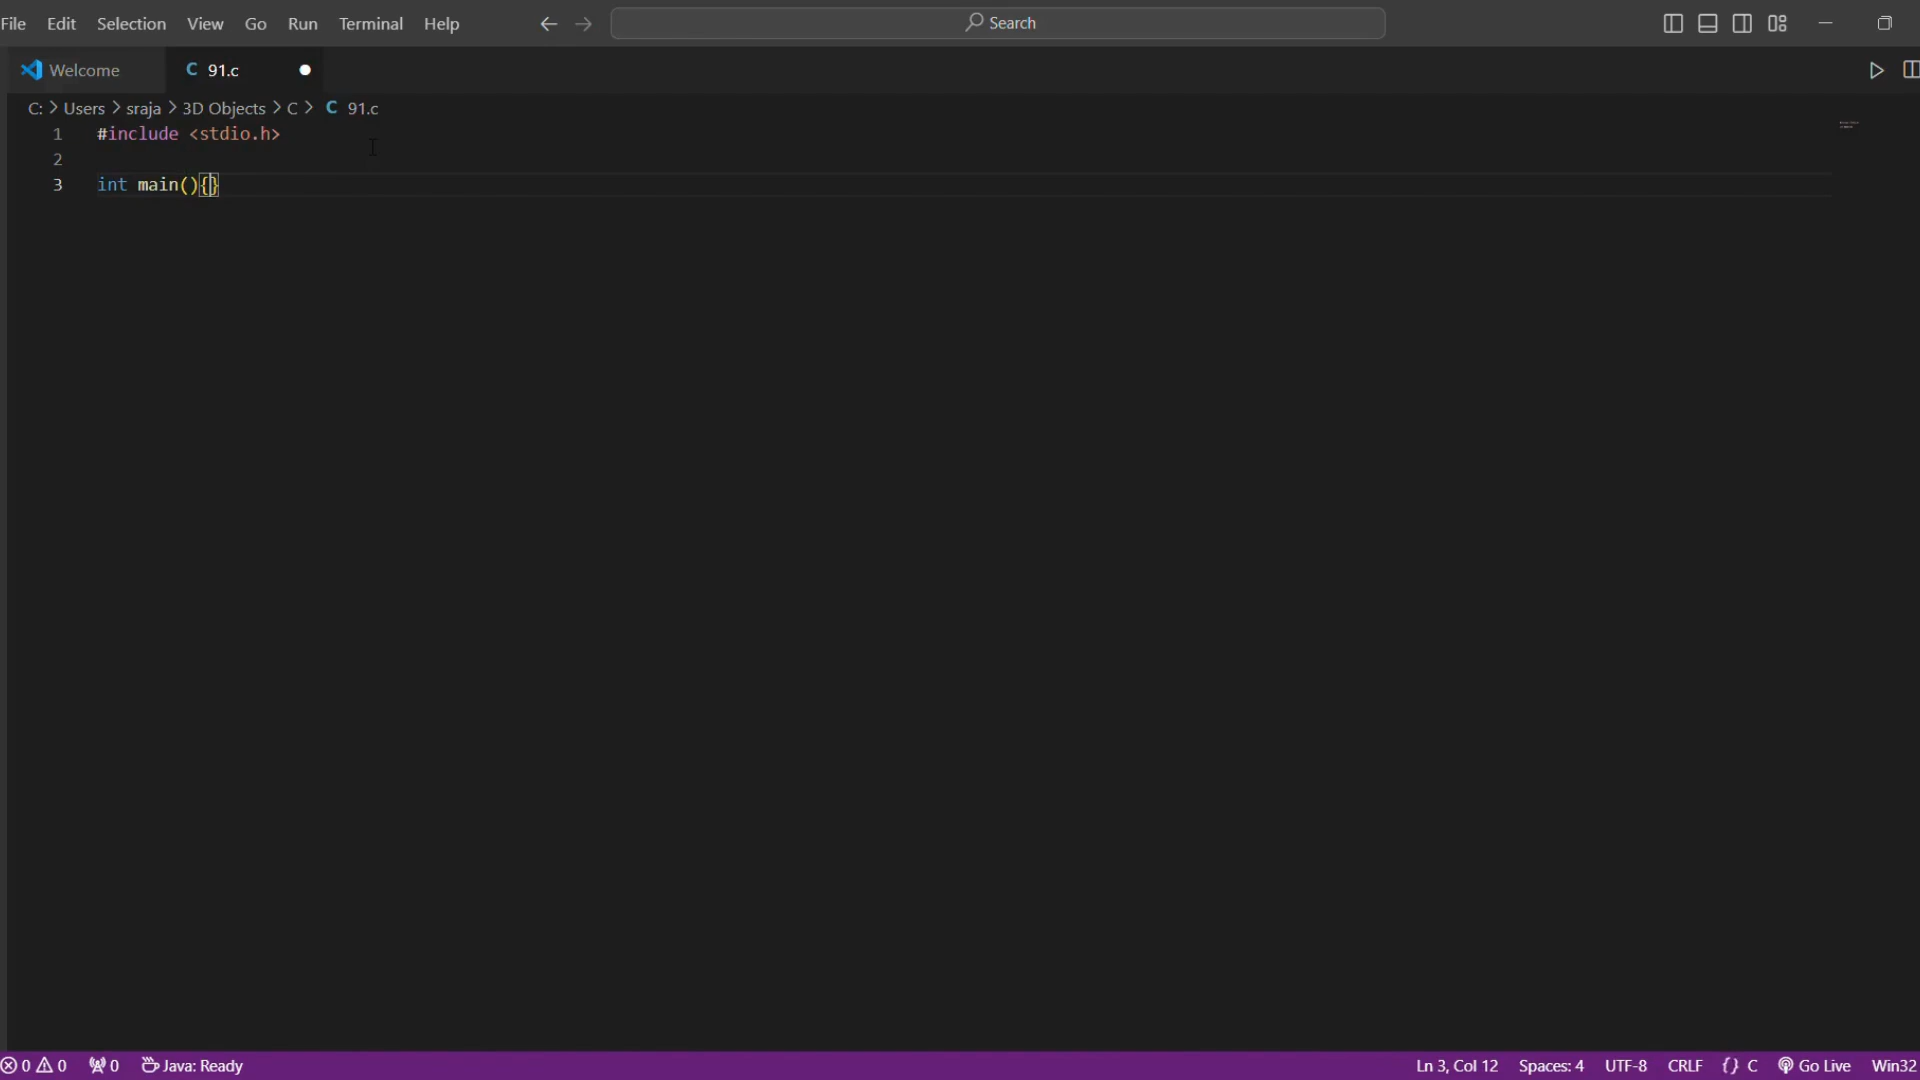 File Edit Selection View Go Run Terminal Help Search
Welcome C 91.c
C: > Users > sraja > 3D Objects > C > C 91.c
1 #include <stdio.h>
2
3 int main(){}
0 0 0 Java: Ready Ln 3, Col 12 Spaces: 4 UTF-8 CRLF {} C Go Live Win32